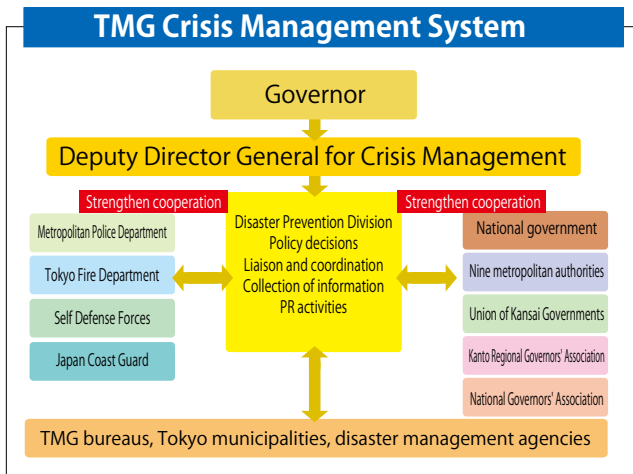 TMG Crisis Management System
Governor
Deputy Director General for Crisis Management
Strengthen cooperation
Strengthen cooperation
Metropolitan Police Department
Tokyo Fire Department
Self Defense Forces
Japan Coast Guard
Disaster Prevention Division
Policy decisions
Liaison and coordination
Collection of information
PR activities
National government
Nine metropolitan authorities
Union of Kansai Governments
Kanto Regional Governors' Association
National Governors' Association
TMG bureaus, Tokyo municipalities, disaster management agencies